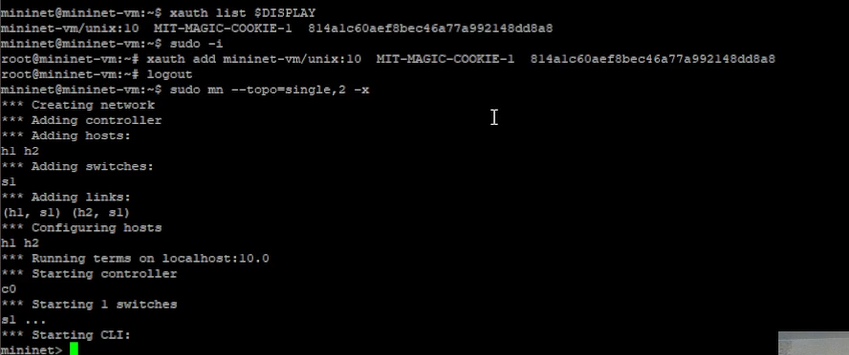 mininet@mininet-vm:~$ xauth list $DISPLAY
mininet-vm/unix:10  MIT-MAGIC-COOKIE-1  814a1c60aef8bec46a77a992148dd8a8
mininet@mininet-vm:~$ sudo -i
root@mininet-vm:~# xauth add mininet-vm/unix:10  MIT-MAGIC-COOKIE-1  814a1c60aef8bec46a77a992148dd8a8
root@mininet-vm:~# logout
mininet@mininet-vm:~$ sudo mn --topo=single,2 -x
*** Creating network
*** Adding controller
*** Adding hosts:
h1 h2
*** Adding switches:
s1
*** Adding links:
(h1, s1) (h2, s1)
*** Configuring hosts
h1 h2
*** Running terms on localhost:10.0
*** Starting controller
c0
*** Starting 1 switches
s1 ...
*** Starting CLI:
mininet>